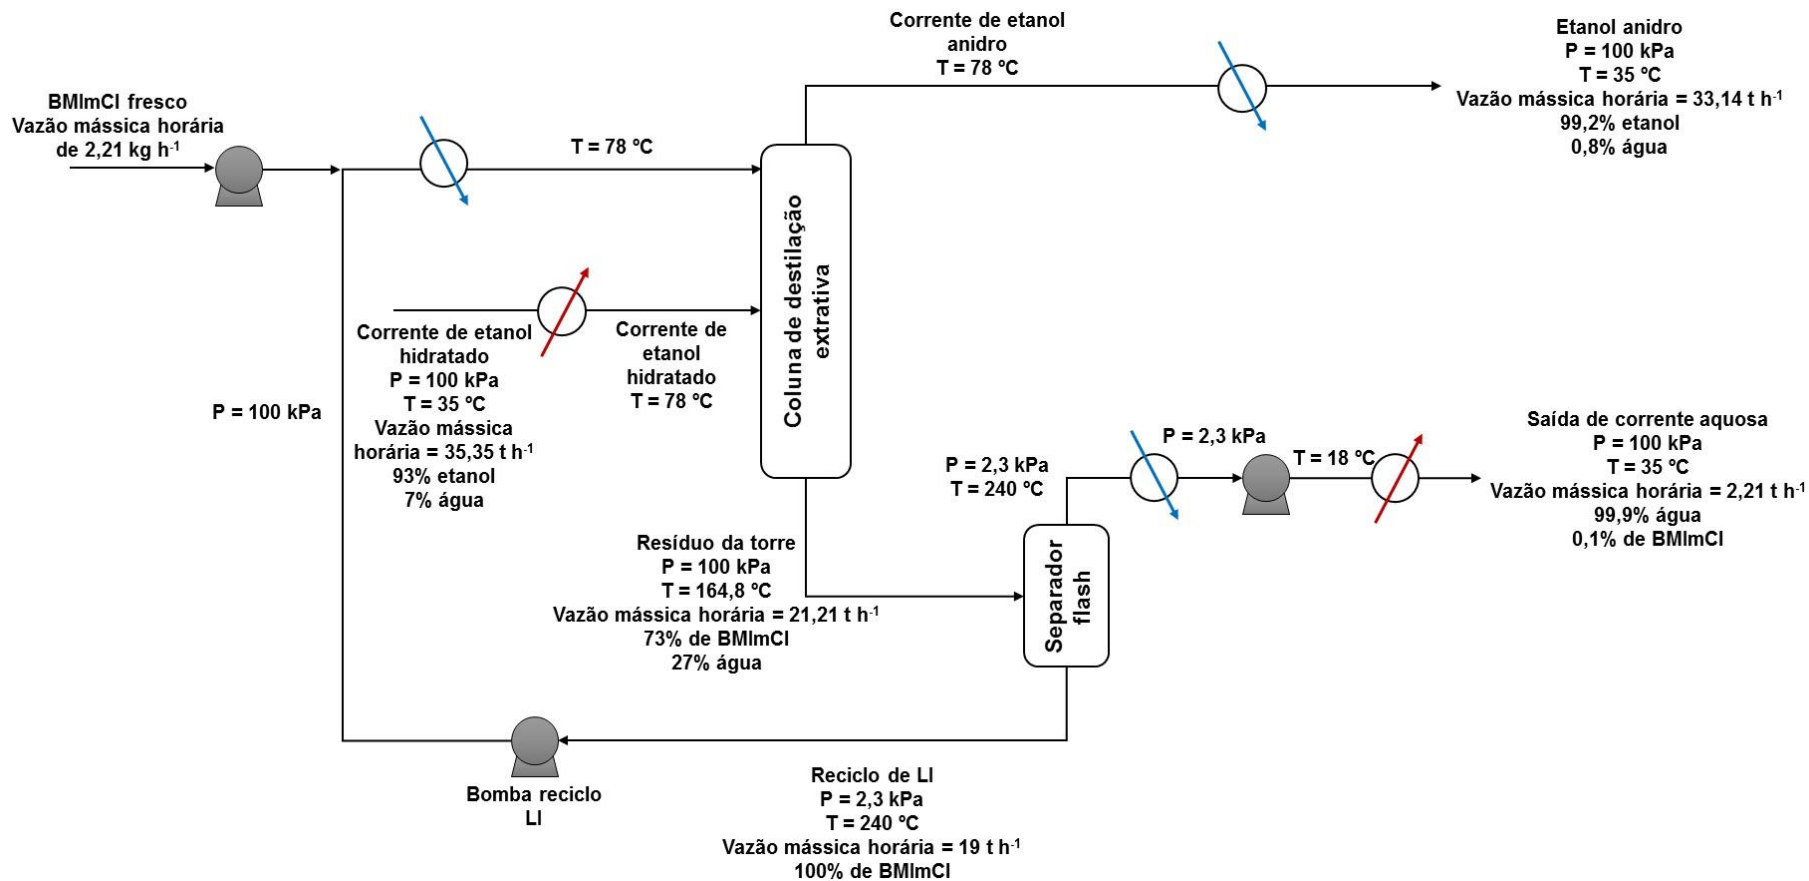 BMImCl fresco
Vazão mássica horária
de 2,21 kg h-1
T = 78 ºC
Corrente de etanol
anidro
T = 78 ºC
Etanol anidro
P = 100 kPa
T = 35 ºC
Vazão mássica horária = 33,14 t h-1
99,2% etanol
0,8% água
Coluna de destilação
extrativa
Corrente de etanol
hidratado
P = 100 kPa
T = 35 ºC
Vazão mássica
horária = 35,35 t h-1
93% etanol
7% água
Corrente de
etanol
hidratado
T = 78 ºC
P = 100 kPa
Resíduo da torre
P = 100 kPa
T = 164,8 ºC
Vazão mássica horária = 21,21 t h-1
73% de BMImCl
27% água
P = 2,3 kPa
T = 240 ºC
Separador
flash
P = 2,3 kPa
T = 18 ºC
Saída de corrente aquosa
P = 100 kPa
T = 35 ºC
Vazão mássica horária = 2,21 t h-1
99,9% água
0,1% de BMImCl
Bomba reciclo
LI
Reciclo de LI
P = 2,3 kPa
T = 240 ºC
Vazão mássica horária = 19 t h-1
100% de BMImCl